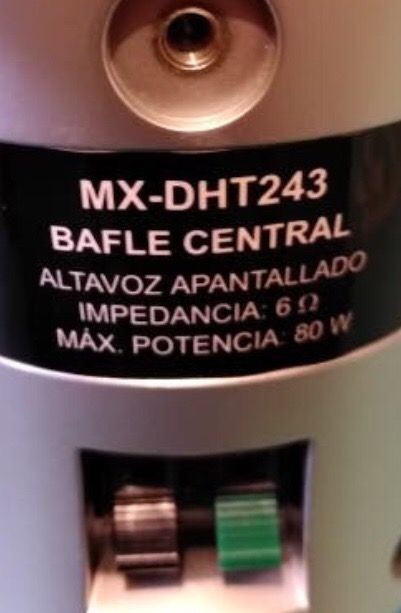 MX-DHT243
BAFLE CENTRAL
ALTAVOZ APANTALLADO
IMPEDANCIA: 6 Ω
MÁX. POTENCIA: 80 W